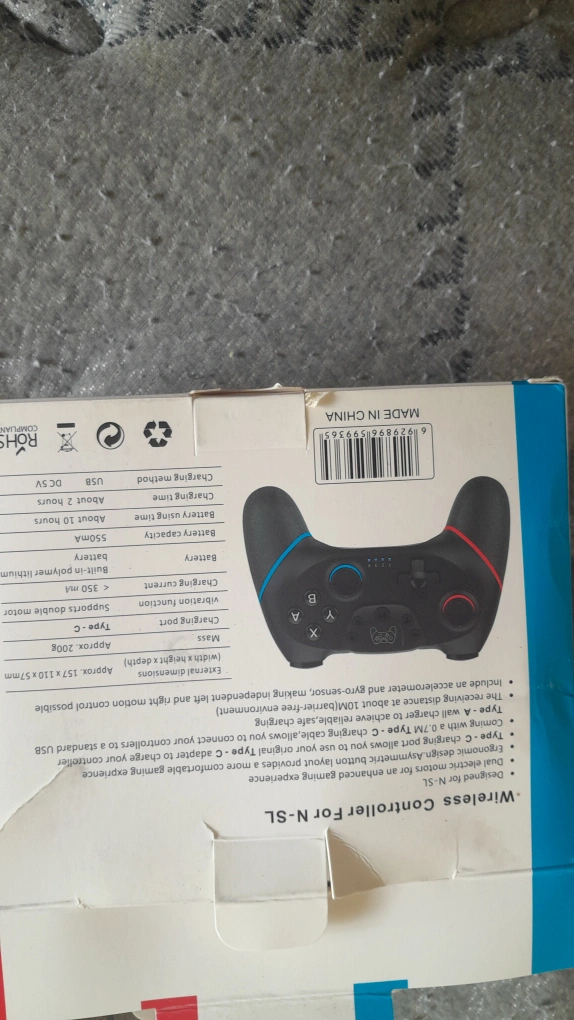 *Wireless Controller For N-SL
• Designed for N-SL
• Dual electric motors for an enhanced gaming experience
• Ergonomic design-Asymmetric button layout provides a more comfortable gaming experience
• Type - C charging port allows you to use your original Type - C adapter to charge your controller
• Coming with a 0.7M Type - C charging cable,allows you to connect your controllers to a standard USB
Type - A wall charger to achieve reliable,safe charging
• The receiving distance at about 10M(barrier-free environment)
• Include an accelerometer and gyro-sensor, making independent left and right motion control possible
External dimensions
(width x height x depth) Approx. 157 x 110 x 57mm
Mass Approx. 200g
Charging port Type - C
vibration function Supports double motor
Charging current < 350 mA
Battery Built-in polymer lithium
battery
Battery capacity 550mA
Battery using time About 10 hours
Charging time About 2 hours
Charging method USB DC 5V
X
Y
A
B
6 929896 599365
MADE IN CHINA
RoHS
COMPLIAN